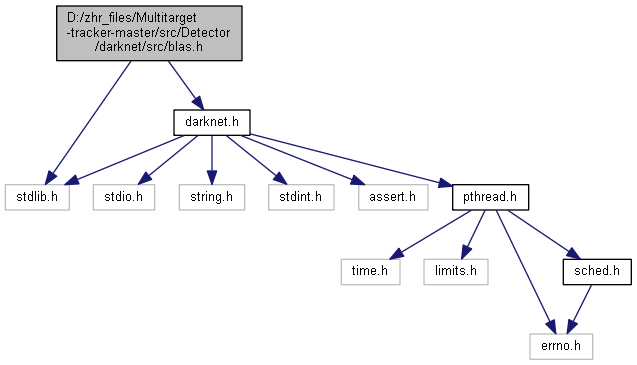 D:/zhr_files/Multitarget
-tracker-master/src/Detector
/darknet/src/blas.h
darknet.h
stdlib.h
stdio.h
string.h
stdint.h
assert.h
pthread.h
time.h
limits.h
sched.h
errno.h